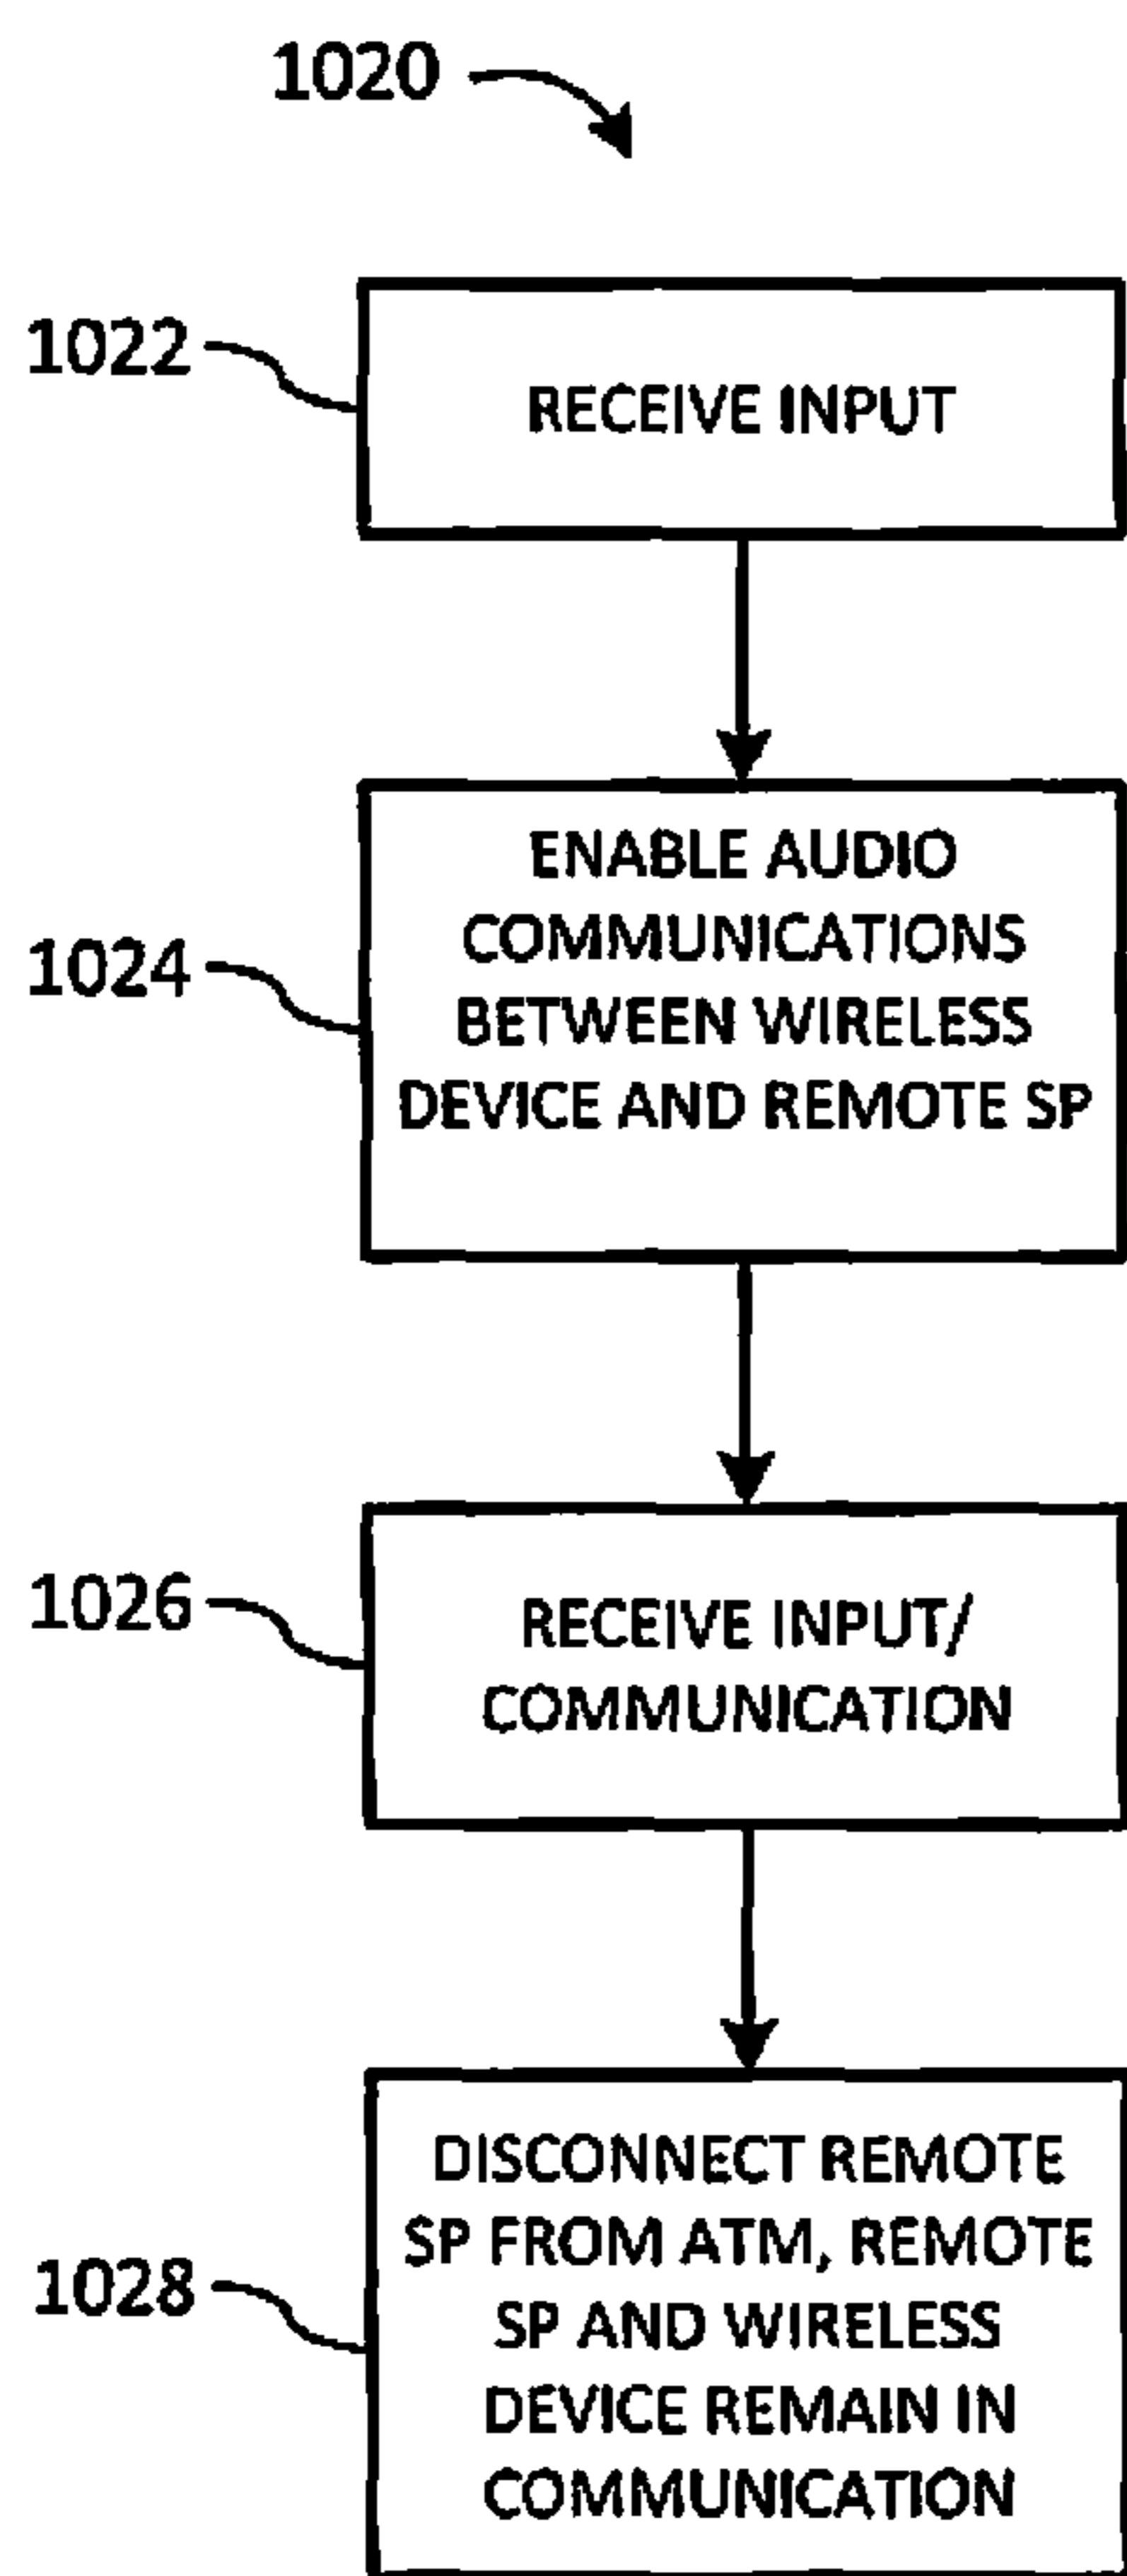 1020
1022
RECEIVE INPUT
1024
ENABLE AUDIO
COMMUNICATIONS
BETWEEN WIRELESS
DEVICE AND REMOTE SP
1026
RECEIVE INPUT/
COMMUNICATION
1028
DISCONNECT REMOTE
SP FROM ATM, REMOTE
SP AND WIRELESS
DEVICE REMAIN IN
COMMUNICATION